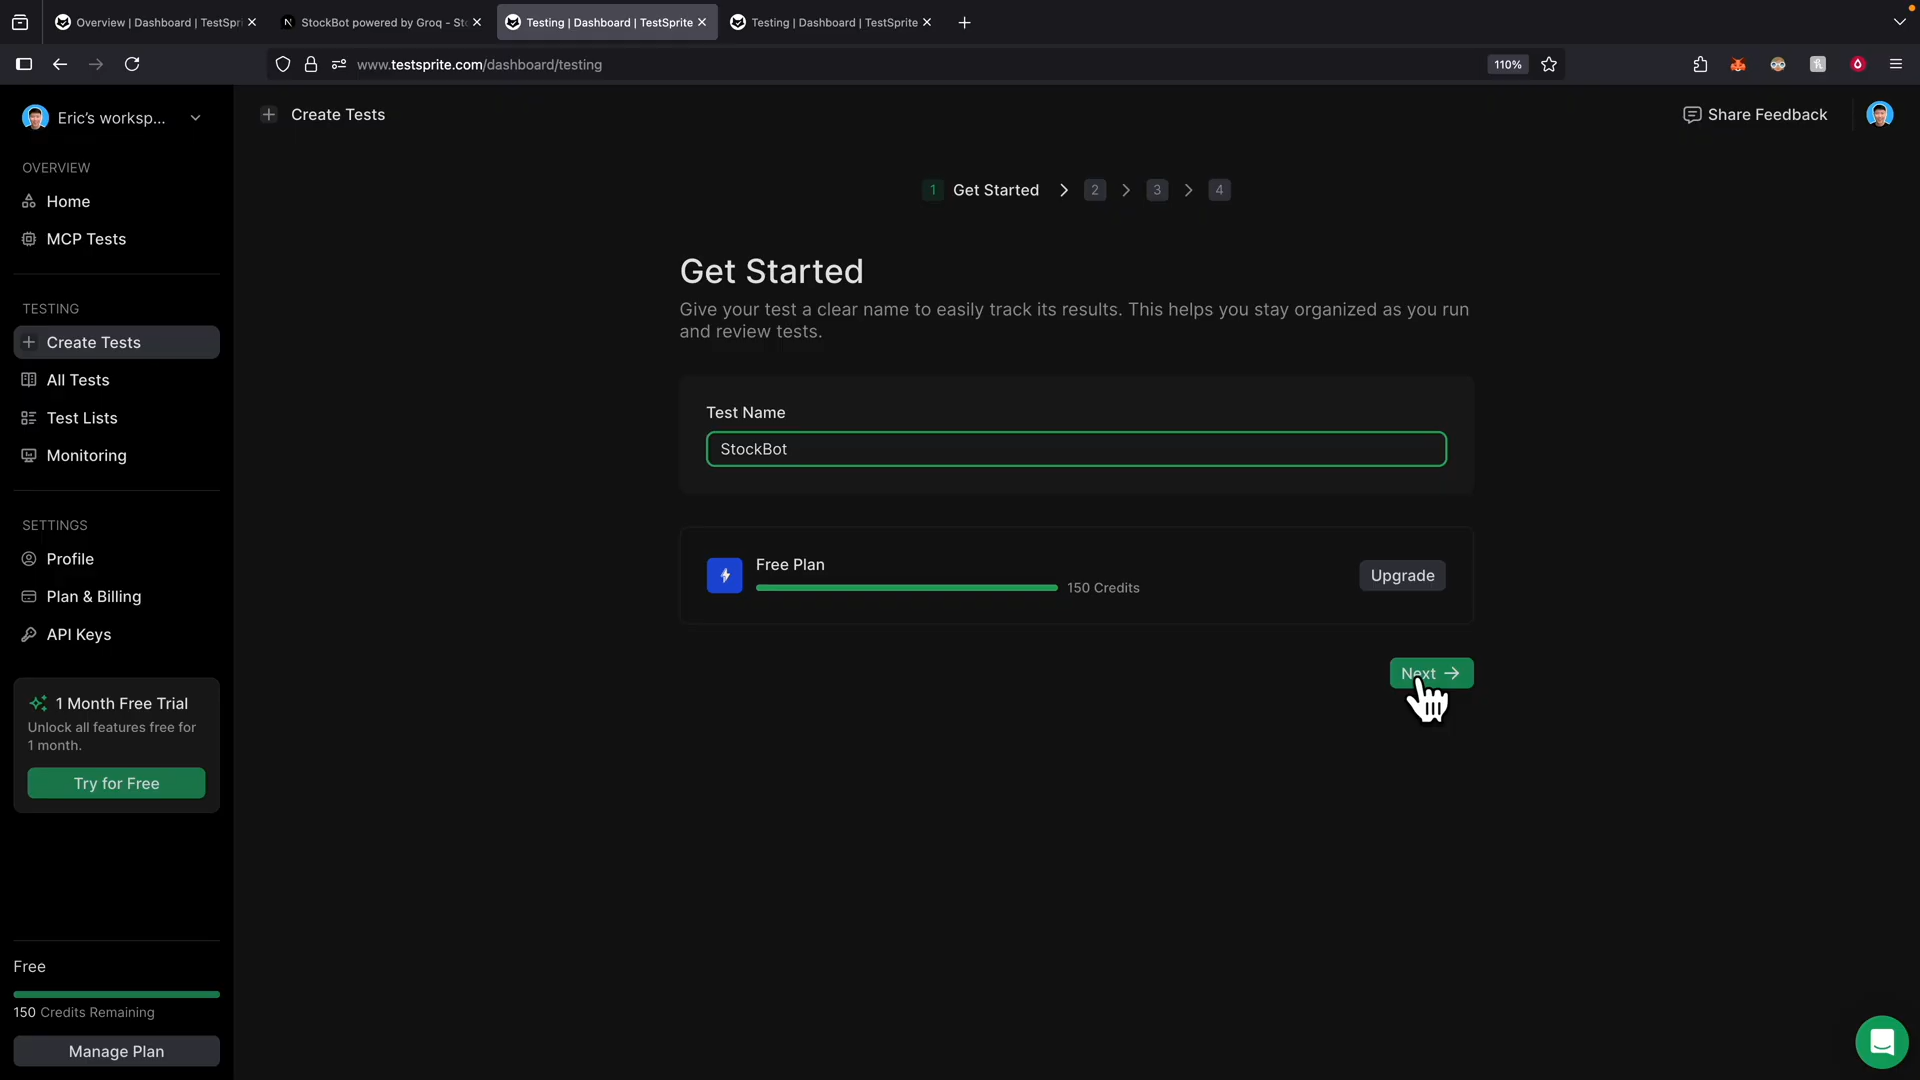 Overview | Dashboard | TestSpri
StockBot powered by Groq - Sto
Testing | Dashboard | TestSprite
Testing | Dashboard | TestSprite
www.testsprite.com/dashboard/testing
110%
Eric's worksp...
Create Tests
Share Feedback
OVERVIEW
Home
MCP Tests
TESTING
Create Tests
All Tests
Test Lists
Monitoring
SETTINGS
Profile
Plan & Billing
API Keys
1 Month Free Trial
Unlock all features free for
1 month.
Try for Free
Free
150 Credits Remaining
Manage Plan
1 Get Started 2 3 4
Get Started
Give your test a clear name to easily track its results. This helps you stay organized as you run
and review tests.
Test Name
StockBot
Free Plan
150 Credits
Upgrade
Next